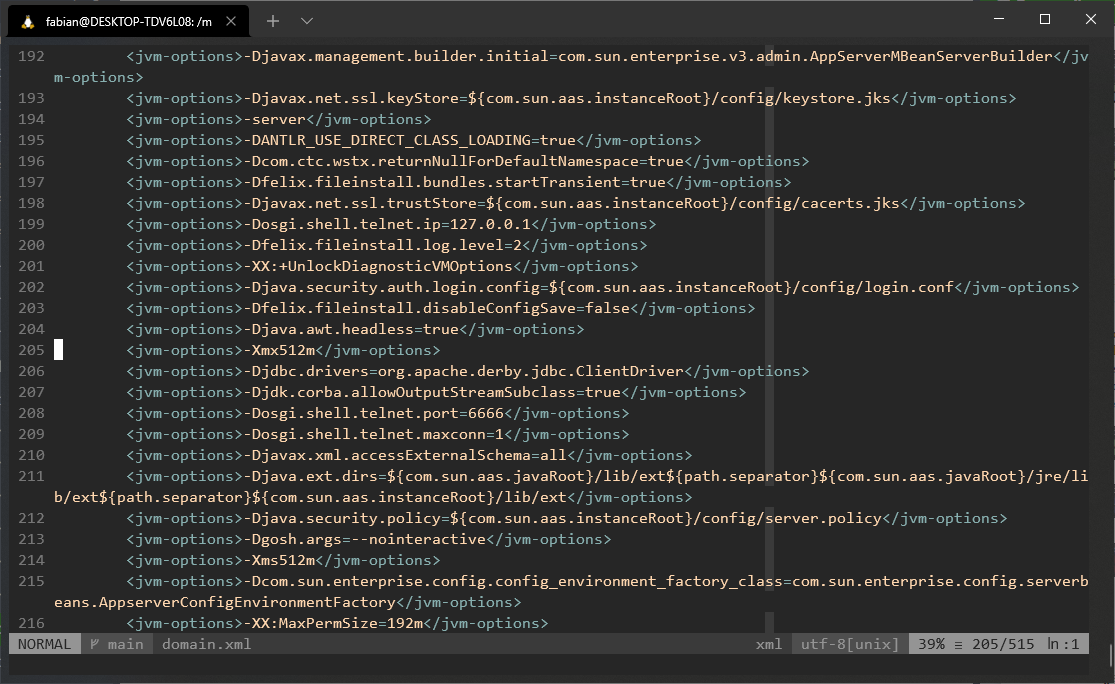 fabian@DESKTOP-TDV6L08: /m
192 <jvm-options>-Djavax.management.builder.initial=com.sun.enterprise.v3.admin.AppServerMBeanServerBuilder</jv
m-options>
193 <jvm-options>-Djavax.net.ssl.keyStore=${com.sun.aas.instanceRoot}/config/keystore.jks</jvm-options>
194 <jvm-options>-server</jvm-options>
195 <jvm-options>-DANTLR_USE_DIRECT_CLASS_LOADING=true</jvm-options>
196 <jvm-options>-Dcom.ctc.wstx.returnNullForDefaultNamespace=true</jvm-options>
197 <jvm-options>-Dfelix.fileinstall.bundles.startTransient=true</jvm-options>
198 <jvm-options>-Djavax.net.ssl.trustStore=${com.sun.aas.instanceRoot}/config/cacerts.jks</jvm-options>
199 <jvm-options>-Dosgi.shell.telnet.ip=127.0.0.1</jvm-options>
200 <jvm-options>-Dfelix.fileinstall.log.level=2</jvm-options>
201 <jvm-options>-XX:+UnlockDiagnosticVMOptions</jvm-options>
202 <jvm-options>-Djava.security.auth.login.config=${com.sun.aas.instanceRoot}/config/login.conf</jvm-options>
203 <jvm-options>-Dfelix.fileinstall.disableConfigSave=false</jvm-options>
204 <jvm-options>-Djava.awt.headless=true</jvm-options>
205 <jvm-options>-Xmx512m</jvm-options>
206 <jvm-options>-Djdbc.drivers=org.apache.derby.jdbc.ClientDriver</jvm-options>
207 <jvm-options>-Djdk.corba.allowOutputStreamSubclass=true</jvm-options>
208 <jvm-options>-Dosgi.shell.telnet.port=6666</jvm-options>
209 <jvm-options>-Dosgi.shell.telnet.maxconn=1</jvm-options>
210 <jvm-options>-Djavax.xml.accessExternalSchema=all</jvm-options>
211 <jvm-options>-Djava.ext.dirs=${com.sun.aas.javaRoot}/lib/ext${path.separator}${com.sun.aas.javaRoot}/jre/li
b/ext${path.separator}${com.sun.aas.instanceRoot}/lib/ext</jvm-options>
212 <jvm-options>-Djava.security.policy=${com.sun.aas.instanceRoot}/config/server.policy</jvm-options>
213 <jvm-options>-Dgosh.args=--nointeractive</jvm-options>
214 <jvm-options>-Xms512m</jvm-options>
215 <jvm-options>-Dcom.sun.enterprise.config.config_environment_factory_class=com.sun.enterprise.config.serverb
eans.AppserverConfigEnvironmentFactory</jvm-options>
216 <jvm-options>-XX:MaxPermSize=192m</jvm-options>
NORMAL main domain.xml xml utf-8[unix] 39% ≡ 205/515 ln:1